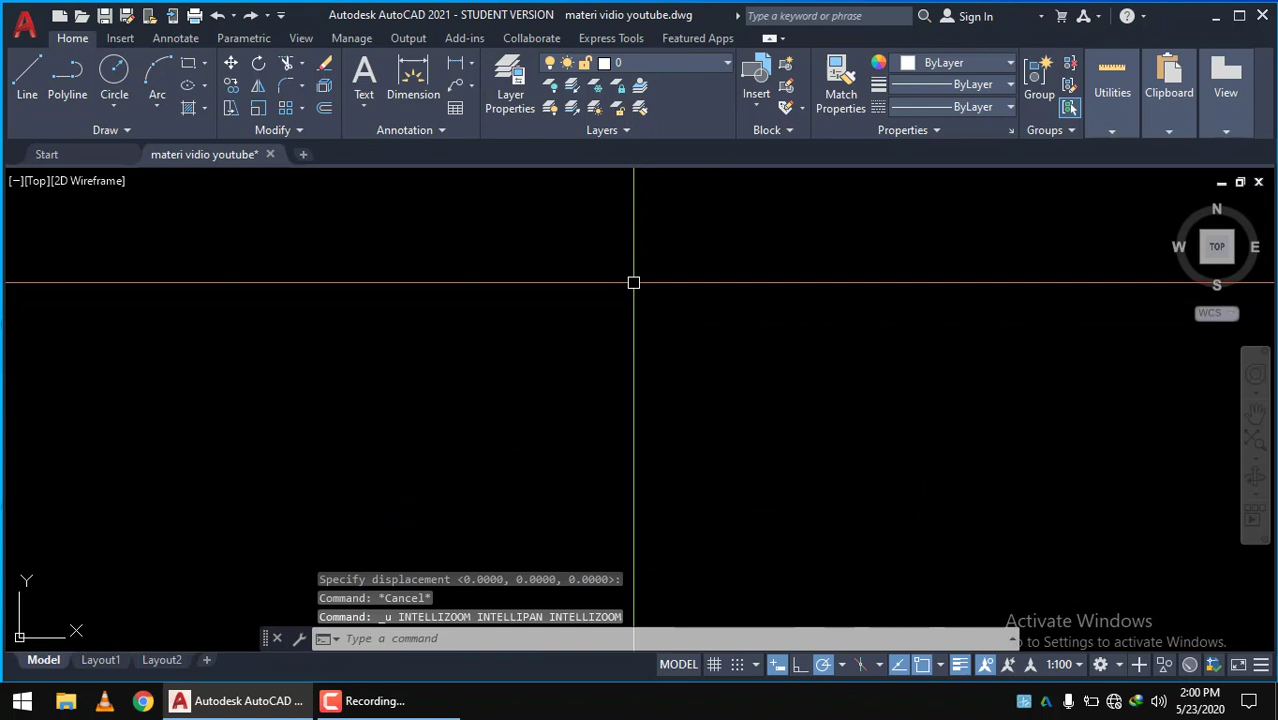 Autodesk AutoCAD 2021 - STUDENT VERSION materi vidio youtube.dwg Type a keyword or phrase Sign In
Home Insert Annotate Parametric View Manage Output Add-ins Collaborate Express Tools Featured Apps
0 ByLayer
ByLayer
ByLayer
Line Polyline Circle Arc Text Dimension Layer Properties Insert Match Properties Group Utilities Clipboard View
Draw Modify Annotation Layers Block Properties Groups
Start materi vidio youtube*
[−][Top][2D Wireframe]
N
W TOP E
S
WCS
Y
X
Specify displacement <0.0000, 0.0000, 0.0000>:
Command: *Cancel*
Command: _u INTELLIZOOM INTELLIPAN INTELLIZOOM
Type a command
Activate Windows
o to Settings to activate Windows.
Model Layout1 Layout2 + MODEL 1:100
Autodesk AutoCAD ... Recording... 2:00 PM
5/23/2020